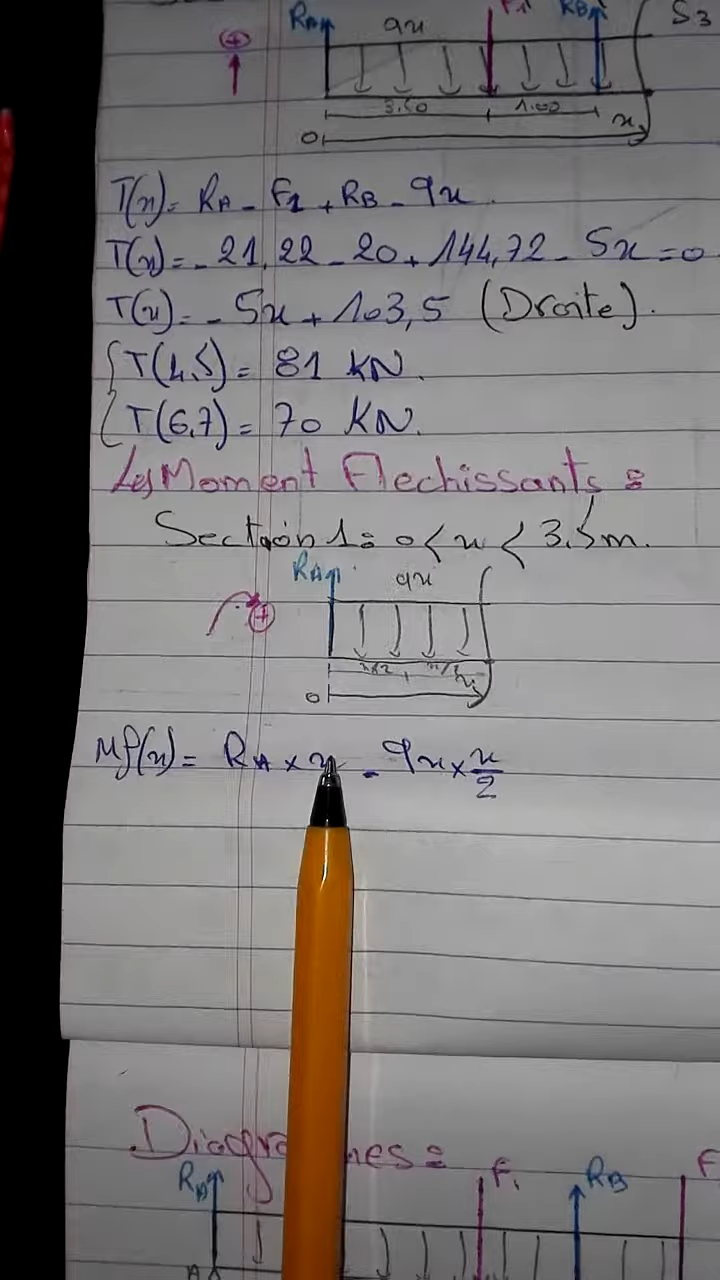 RA qx F1 RB S3
⊕
3.50 1.00 x
0
T(x)= RA - F1 + RB - qx.
T(x)= -21,22 - 20 + 144,72 - 5x = 0
T(x)= -5x + 103,5 (Droite).
T(4,5)= 81 KN.
T(6,7)= 70 KN.
Les Moment Flechissants :
Section 1: 0 < x < 3.5m.
RA qx
⊕
x/2 x/2 x
0
Mf(x)= RA × x - qx × x/2
RA F1 RB F
A